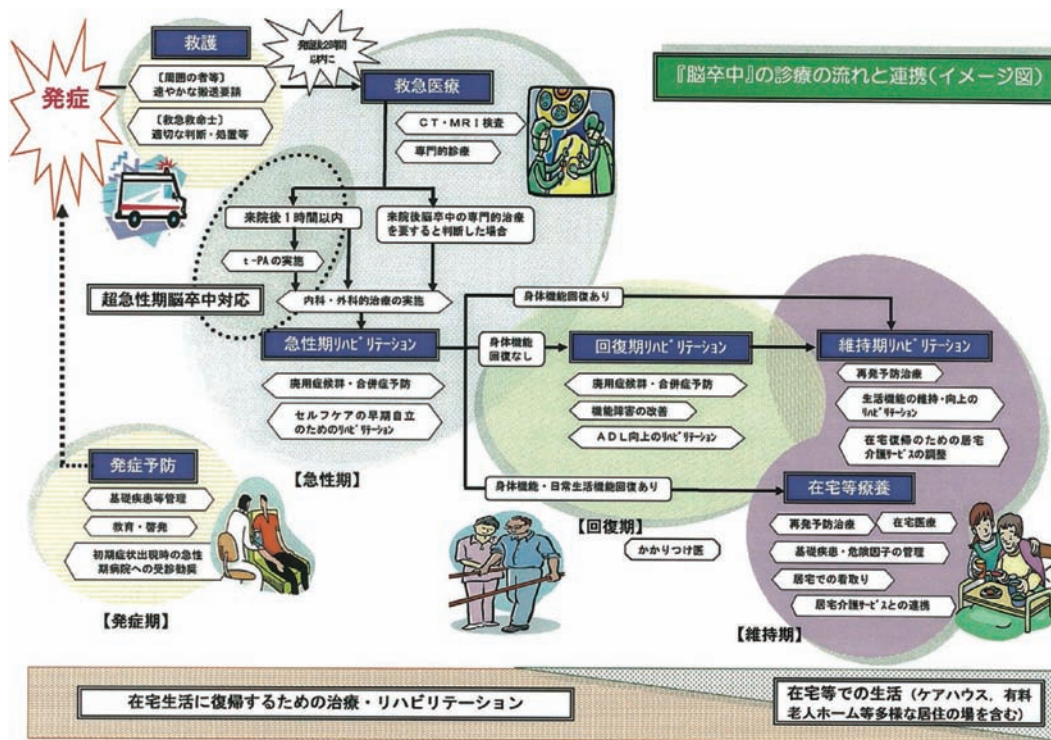 『脳卒中』の診療の流れと連携(イメージ図)
発症
救護
〔周囲の者等〕
速やかな搬送要請
〔救急救命士〕
適切な判断・処置等
発症後2時間
以内に
救急医療
CT・MRI検査
専門的診療
来院後1時間以内
来院後脳卒中の専門的治療
を要すると判断した場合
t-PAの実施
超急性期脳卒中対応
内科・外科的治療の実施
身体機能回復あり
急性期リハビリテーション
身体機能
回復なし
回復期リハビリテーション
維持期リハビリテーション
廃用症候群・合併症予防
セルフケアの早期自立
のためのリハビリテーション
【急性期】
廃用症候群・合併症予防
機能障害の改善
ADL向上のリハビリテーション
再発予防治療
生活機能の維持・向上の
リハビリテーション
在宅復帰のための居宅
介護サービスの調整
発症予防
基礎疾患等管理
教育・啓発
初期症状出現時の急性
期病院への受診勧奨
【発症期】
身体機能・日常生活機能回復あり
【回復期】
かかりつけ医
在宅等療養
再発予防治療
在宅医療
基礎疾患・危険因子の管理
居宅での看取り
居宅介護サービスとの連携
【維持期】
在宅生活に復帰するための治療・リハビリテーション
在宅等での生活(ケアハウス、有料
老人ホーム等多様な居住の場を含む)